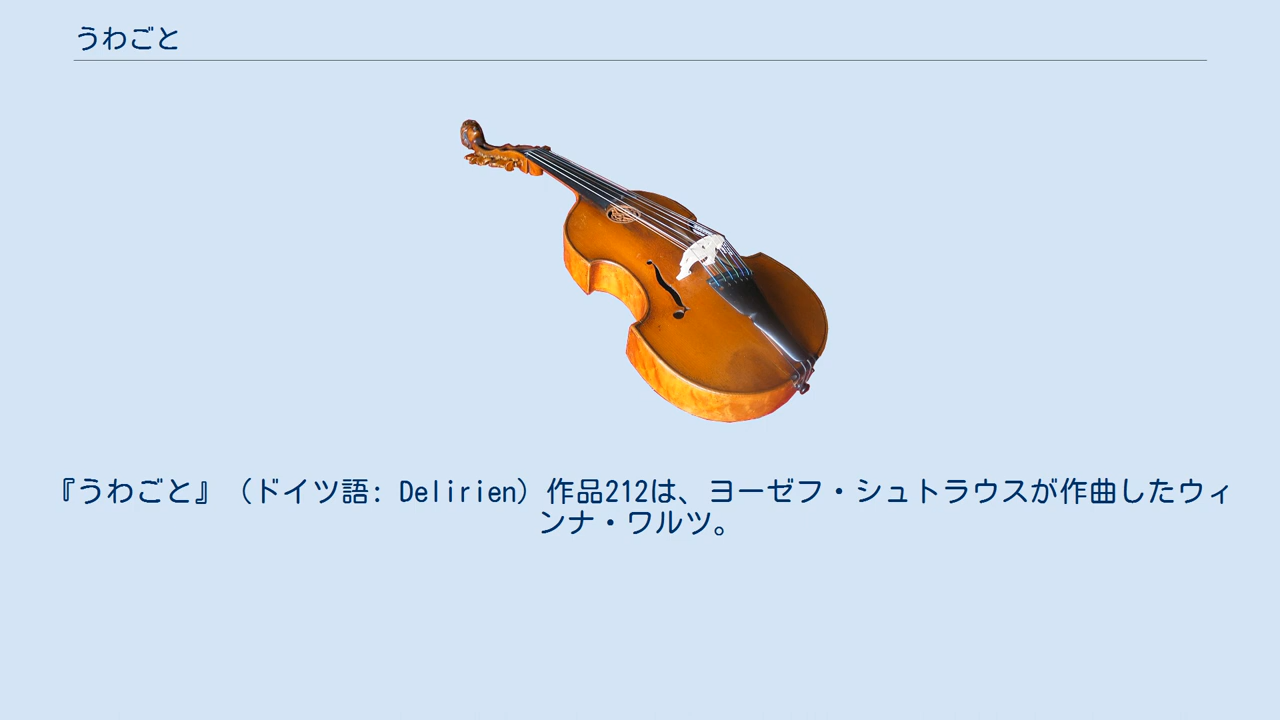 うわごと
『うわごと』（ドイツ語: Delirien）作品212は、ヨーゼフ・シュトラウスが作曲したウィ
ンナ・ワルツ。